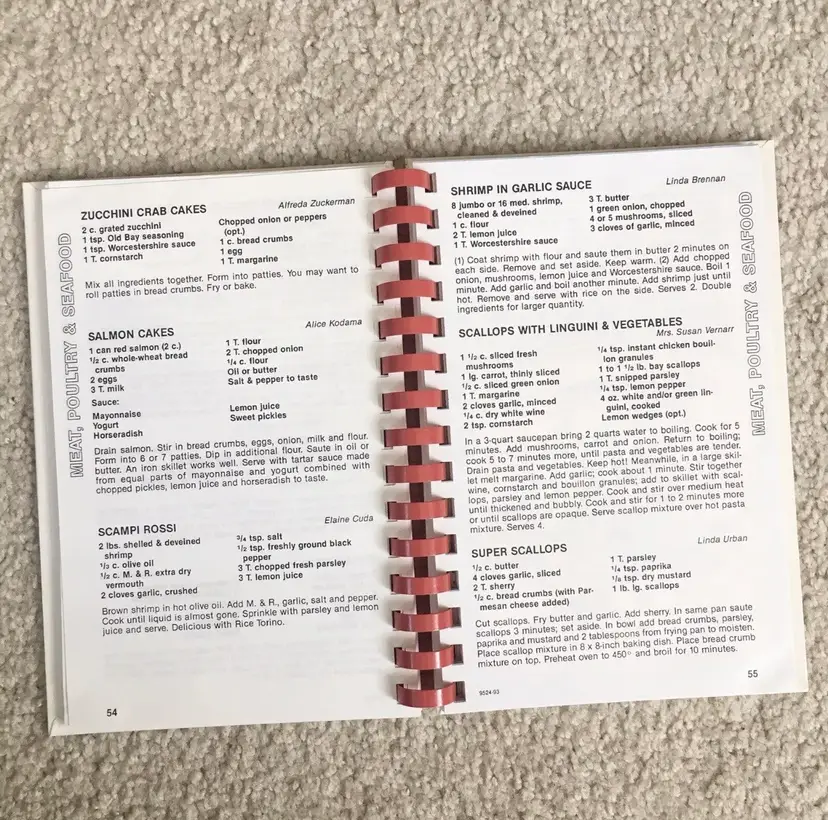 MEAT, POULTRY & SEAFOOD
ZUCCHINI CRAB CAKES
Alfreda Zuckerman
2 c. grated zucchini
1 tsp. Old Bay seasoning
1 tsp. Worcestershire sauce
1 T. cornstarch
Chopped onion or peppers
(opt.)
1 c. bread crumbs
1 egg
1 T. margarine
Mix all ingredients together. Form into patties. You may want to
roll patties in bread crumbs. Fry or bake.
SALMON CAKES
Alice Kodama
1 can red salmon (2 c.)
1/2 c. whole-wheat bread
crumbs
2 eggs
3 T. milk
1 T. flour
2 T. chopped onion
1/4 c. flour
Oil or butter
Salt & pepper to taste
Sauce:
Mayonnaise
Yogurt
Horseradish
Lemon juice
Sweet pickles
Drain salmon. Stir in bread crumbs, eggs, onion, milk and flour.
Form into 6 or 7 patties. Dip in additional flour. Saute in oil or
butter. An iron skillet works well. Serve with tartar sauce made
from equal parts of mayonnaise and yogurt combined with
chopped pickles, lemon juice and horseradish to taste.
SCAMPI ROSSI
Elaine Cuda
2 lbs. shelled & deveined
shrimp
1/2 c. olive oil
1/2 c. M. & R. extra dry
vermouth
2 cloves garlic, crushed
3/4 tsp. salt
1/2 tsp. freshly ground black
pepper
3 T. chopped fresh parsley
3 T. lemon juice
Brown shrimp in hot olive oil. Add M. & R., garlic, salt and pepper.
Cook until liquid is almost gone. Sprinkle with parsley and lemon
juice and serve. Delicious with Rice Torino.
54
SHRIMP IN GARLIC SAUCE
Linda Brennan
8 jumbo or 16 med. shrimp,
cleaned & deveined
1 c. flour
2 T. lemon juice
1 T. Worcestershire sauce
3 T. butter
1 green onion, chopped
4 or 5 mushrooms, sliced
3 cloves of garlic, minced
(1) Coat shrimp with flour and saute them in butter 2 minutes on
each side. Remove and set aside. Keep warm. (2) Add chopped
onion, mushrooms, lemon juice and Worcestershire sauce. Boil 1
minute. Add garlic and boil another minute. Add shrimp just until
hot. Remove and serve with rice on the side. Serves 2. Double
ingredients for larger quantity.
SCALLOPS WITH LINGUINI & VEGETABLES
Mrs. Susan Vernarr
1 1/2 c. sliced fresh
mushrooms
1 lg. carrot, thinly sliced
1/2 c. sliced green onion
1 T. margarine
2 cloves garlic, minced
1/4 c. dry white wine
2 tsp. cornstarch
1/4 tsp. instant chicken bouil-
lon granules
1 to 1 1/2 lb. bay scallops
1 T. snipped parsley
1/4 tsp. lemon pepper
4 oz. white and/or green lin-
guini, cooked
Lemon wedges (opt.)
In a 3-quart saucepan bring 2 quarts water to boiling. Cook for 5
minutes. Add mushrooms, carrot and onion. Return to boiling;
cook 5 to 7 minutes more, until pasta and vegetables are tender.
Drain pasta and vegetables. Keep hot! Meanwhile, in a large skil-
let melt margarine. Add garlic; cook about 1 minute. Stir together
wine, cornstarch and bouillon granules; add to skillet with scal-
lops, parsley and lemon pepper. Cook and stir over medium heat
until thickened and bubbly. Cook and stir for 1 to 2 minutes more
or until scallops are opaque. Serve scallop mixture over hot pasta
mixture. Serves 4.
SUPER SCALLOPS
Linda Urban
1/2 c. butter
4 cloves garlic, sliced
2 T. sherry
1/2 c. bread crumbs (with Par-
mesan cheese added)
1 T. parsley
1/4 tsp. paprika
1/8 tsp. dry mustard
1 lb. lg. scallops
Cut scallops. Fry butter and garlic. Add sherry. In same pan saute
scallops 3 minutes; set aside. In bowl add bread crumbs, parsley,
paprika and mustard and 2 tablespoons from frying pan to moisten.
Place scallop mixture in 8 x 8-inch baking dish. Place bread crumb
mixture on top. Preheat oven to 450° and broil for 10 minutes.
9524-93
55
MEAT, POULTRY & SEAFOOD